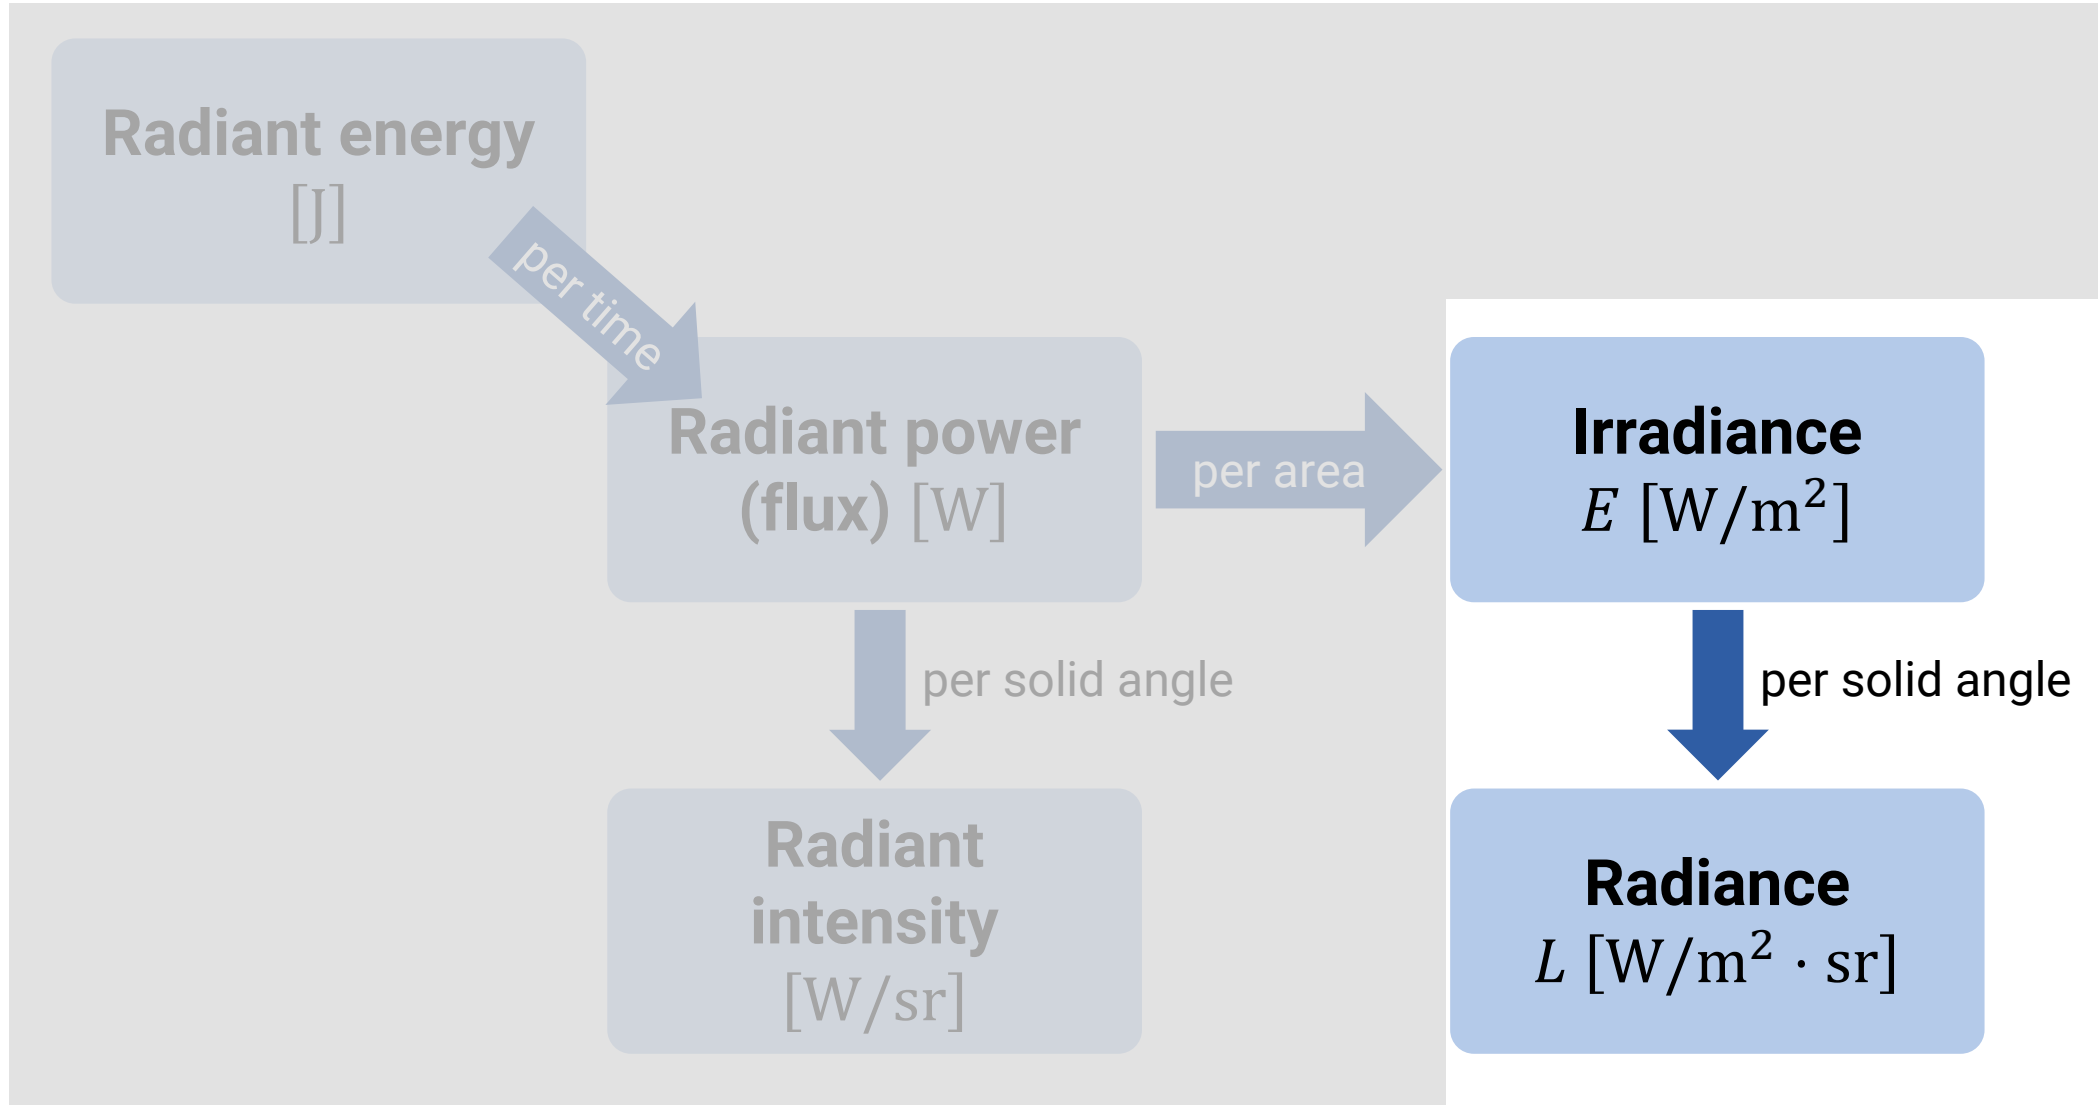 Radiant energy
[J]
per time
Radiant power
(flux) [W]
per area
Irradiance
E [W/m²]
per solid angle
per solid angle
Radiant
intensity
[W/sr]
Radiance
L [W/m² · sr]